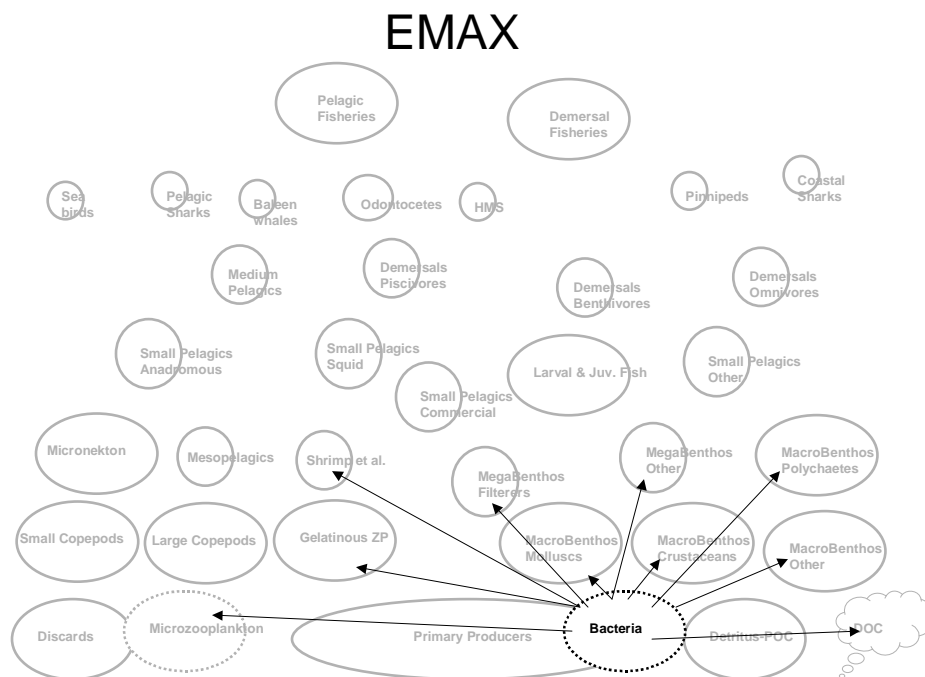 EMAX
Pelagic
Fisheries
Demersal
Fisheries
Sea
birds
Pelagic
Sharks
Baleen
whales
Odontocetes
HMS
Pinnipeds
Coastal
Sharks
Medium
Pelagics
Demersals
Piscivores
Demersals
Benthivores
Demersals
Omnivores
Small Pelagics
Anadromous
Small Pelagics
Squid
Small Pelagics
Commercial
Larval & Juv. Fish
Small Pelagics
Other
Micronekton
Mesopelagics
Shrimp et al.
MegaBenthos
Filterers
MegaBenthos
Other
MacroBenthos
Polychaetes
Small Copepods
Large Copepods
Gelatinous ZP
MacroBenthos
Molluscs
MacroBenthos
Crustaceans
MacroBenthos
Other
Discards
Microzooplankton
Primary Producers
Bacteria
Detritus-POC
DOC